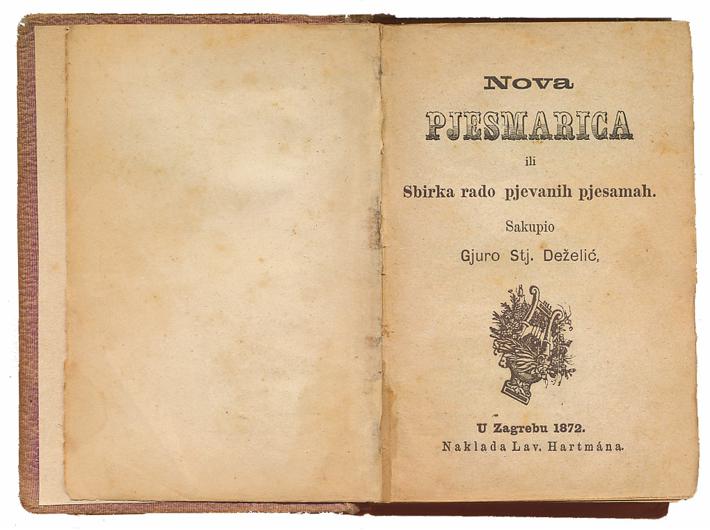 Nova
PJESMARICA
ili
Sbirka rado pjevanih pjesamah.
Sakupio
Gjuro Stj. Deželić,
U Zagrebu 1872.
Naklada Lav. Hartmána.